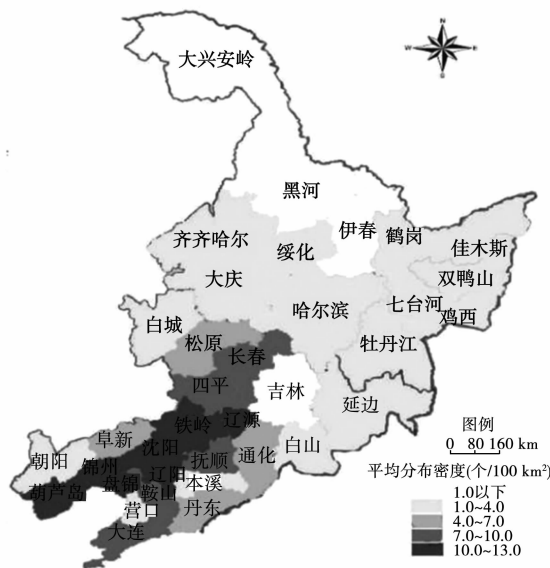 N
W
E
S
大兴安岭
黑河
伊春
鹤岗
佳木斯
齐齐哈尔
绥化
双鸭山
大庆
哈尔滨
七台河
鸡西
白城
松原
牡丹江
长春
四平
吉林
延边
铁岭
辽源
阜新
沈阳
抚顺
通化
白山
朝阳
锦州
辽阳
本溪
葫芦岛
盘锦
鞍山
营口
丹东
大连
图例
0 80 160 km
平均分布密度(个/100 km²)
1.0以下
1.0~4.0
4.0~7.0
7.0~10.0
10.0~13.0